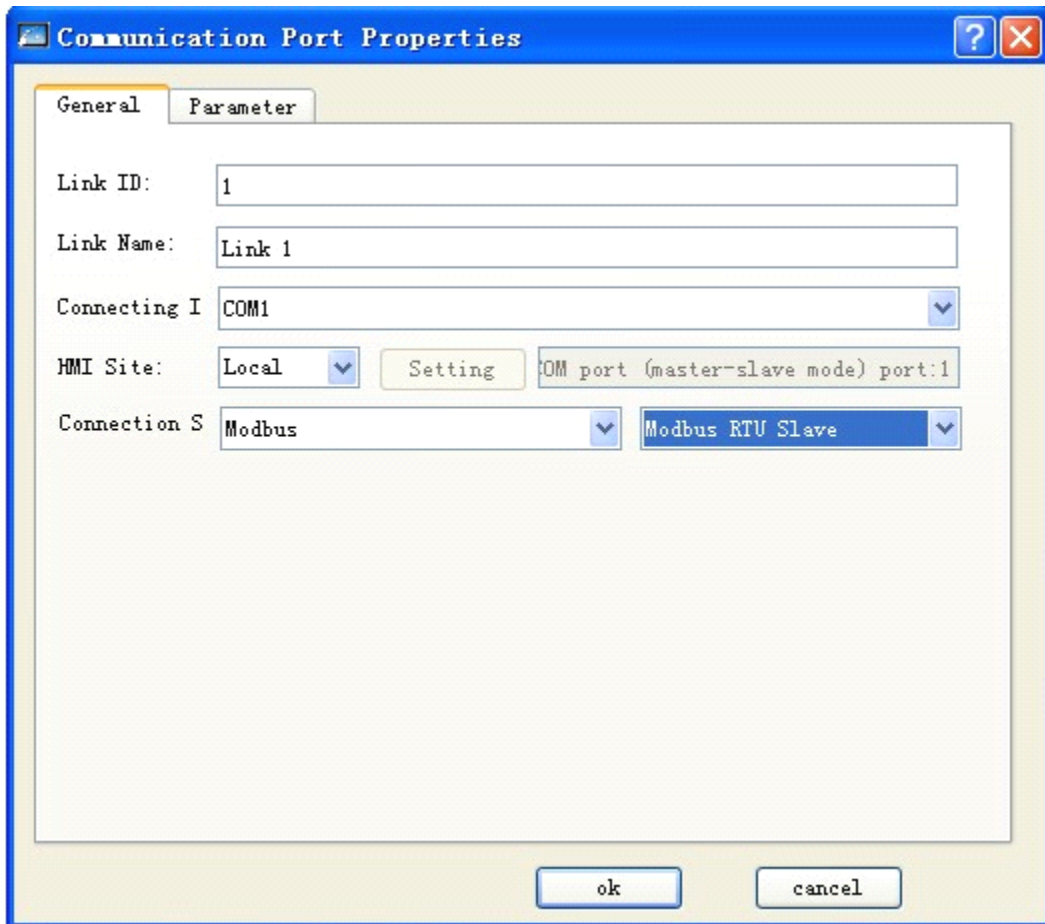 Communication Port Properties
General Parameter
Link ID: 1
Link Name: Link 1
Connecting I COM1
HMI Site: Local Setting COM port (master-slave mode) port:1
Connection S Modbus Modbus RTU Slave
ok cancel